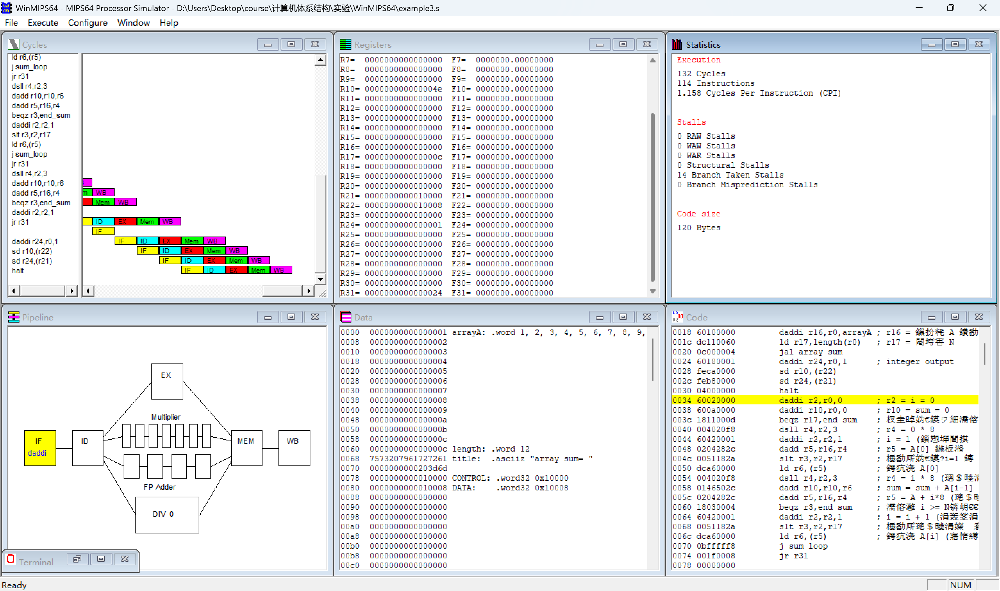 WinMIPS64 - MIPS64 Processor Simulator - D:\Users\Desktop\course\计算机体系结构\实验\WinMIPS64\example3.s
File Execute Configure Window Help
Cycles
ld r6,(r5)
j sum_loop
jr r31
dsll r4,r2,3
dadd r10,r10,r6
dadd r5,r16,r4
beqz r3,end_sum
daddi r2,r2,1
slt r3,r2,r17
ld r6,(r5)
j sum_loop
jr r31
dsll r4,r2,3
dadd r10,r10,r6
dadd r5,r16,r4
WB
beqz r3,end_sum Mem WB
daddi r2,r2,1
jr r31 ID EX Mem WB
IF
daddi r24,r0,1 IF ID EX Mem WB
sd r10,(r22) IF ID EX Mem WB
sd r24,(r21) IF ID EX Mem WB
halt IF ID EX Mem WB
Registers
R7= 0000000000000000 F7= 0000000.00000000
R8= 0000000000000000 F8= 0000000.00000000
R9= 0000000000000000 F9= 0000000.00000000
R10= 000000000000004e F10= 0000000.00000000
R11= 0000000000000000 F11= 0000000.00000000
R12= 0000000000000000 F12= 0000000.00000000
R13= 0000000000000000 F13= 0000000.00000000
R14= 0000000000000000 F14= 0000000.00000000
R15= 0000000000000000 F15= 0000000.00000000
R16= 0000000000000000 F16= 0000000.00000000
R17= 000000000000000c F17= 0000000.00000000
R18= 0000000000000000 F18= 0000000.00000000
R19= 0000000000000000 F19= 0000000.00000000
R20= 0000000000000000 F20= 0000000.00000000
R21= 0000000000010000 F21= 0000000.00000000
R22= 0000000000010008 F22= 0000000.00000000
R23= 0000000000000000 F23= 0000000.00000000
R24= 0000000000000001 F24= 0000000.00000000
R25= 0000000000000000 F25= 0000000.00000000
R26= 0000000000000000 F26= 0000000.00000000
R27= 0000000000000000 F27= 0000000.00000000
R28= 0000000000000000 F28= 0000000.00000000
R29= 0000000000000000 F29= 0000000.00000000
R30= 0000000000000000 F30= 0000000.00000000
R31= 0000000000000024 F31= 0000000.00000000
Statistics
Execution
132 Cycles
114 Instructions
1.158 Cycles Per Instruction (CPI)
Stalls
0 RAW Stalls
0 WAW Stalls
0 WAR Stalls
0 Structural Stalls
14 Branch Taken Stalls
0 Branch Misprediction Stalls
Code size
120 Bytes
Pipeline
EX
Multiplier
IF
daddi
ID
MEM
WB
FP Adder
DIV 0
Terminal
Data
0000 0000000000000001 arrayA: .word 1, 2, 3, 4, 5, 6, 7, 8, 9,
0008 0000000000000002
0010 0000000000000003
0018 0000000000000004
0020 0000000000000005
0028 0000000000000006
0030 0000000000000007
0038 0000000000000008
0040 0000000000000009
0048 000000000000000a
0050 000000000000000b
0058 000000000000000c
0060 000000000000000c length: .word 12
0068 7573207961727261 title: .asciiz "array sum= "
0070 0000000000203d6d
0078 0000000000010000 CONTROL: .word32 0x10000
0080 0000000000010008 DATA: .word32 0x10008
0088 0000000000000000
0090 0000000000000000
0098 0000000000000000
00a0 0000000000000000
00a8 0000000000000000
00b0 0000000000000000
00b8 0000000000000000
00c0 0000000000000000
Code
0018 60100000 daddi r16,r0,arrayA ; r16 = A
001c dc110060 ld r17,length(r0) ; r17 = N
0020 0c000004 jal array sum
0024 60180001 daddi r24,r0,1 ; integer output
0028 feca0000 sd r10,(r22)
002c feb80000 sd r24,(r21)
0030 04000000 halt
0034 60020000 daddi r2,r0,0 ; r2 = i = 0
0038 600a0000 daddi r10,r0,0 ; r10 = sum = 0
003c 1811000d beqz r17,end sum ;
0040 004020f8 dsll r4,r2,3 ; r4 = 0 * 8
0044 60420001 daddi r2,r2,1 ; i = 1 (
0048 0204282c dadd r5,r16,r4 ; r5 = A[0]
004c 0051182a slt r3,r2,r17 ; ?i=1
0050 dca60000 ld r6,(r5) ; A[0]
0054 004020f8 dsll r4,r2,3 ; r4 = i * 8 (
0058 0146502c dadd r10,r10,r6 ; sum = sum + A[i-1]
005c 0204282c dadd r5,r16,r4 ; r5 = A + i*8 (
0060 18030004 beqz r3,end sum ; i >= N
0064 60420001 daddi r2,r2,1 ; i = i + 1 (
0068 0051182a slt r3,r2,r17 ;
006c dca60000 ld r6,(r5) ; A[i] (
0070 0bfffff8 j sum loop
0074 001f0008 jr r31
0078 00000000
Ready
NUM